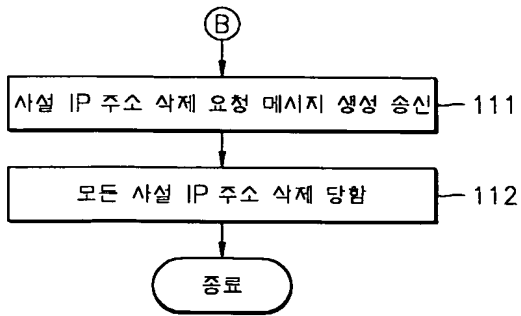 B
사설 IP 주소 삭제 요청 메시지 생성 송신 111
모든 사설 IP 주소 삭제 당함 112
종료